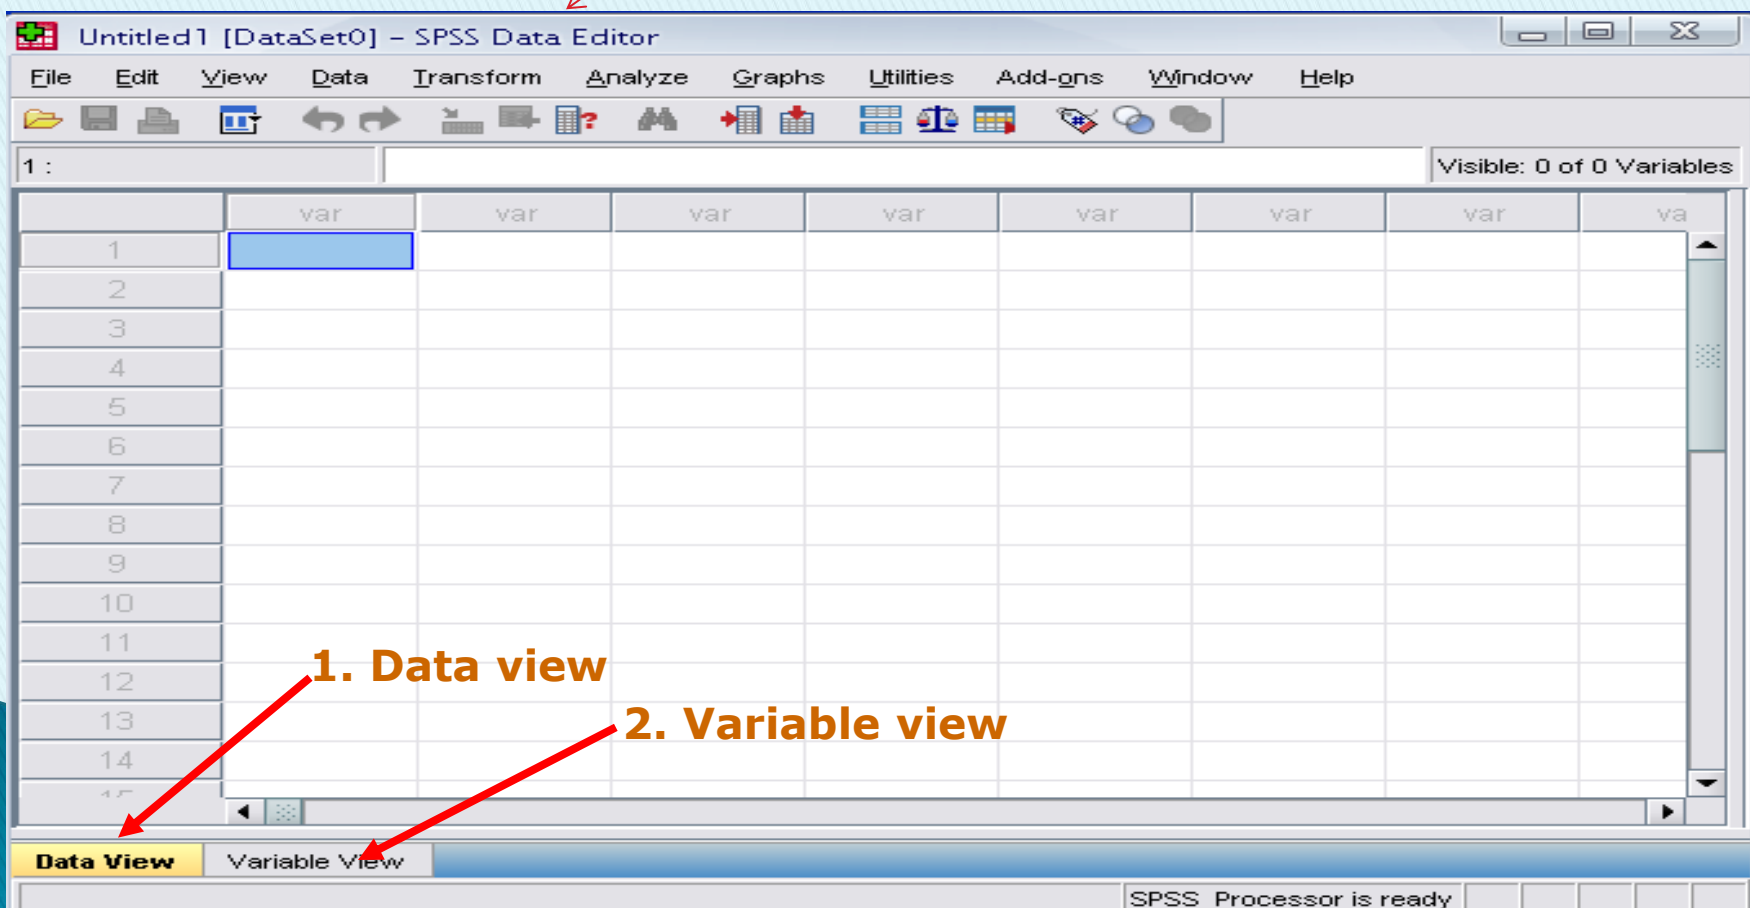 Untitled1 [DataSet0] – SPSS Data Editor
File Edit View Data Transform Analyze Graphs Utilities Add-ons Window Help
1 : Visible: 0 of 0 Variables
var var var var var var var va
1
2
3
4
5
6
7
8
9
10
11
1. Data view
12
13
2. Variable view
14
15
Data View Variable View
SPSS Processor is ready